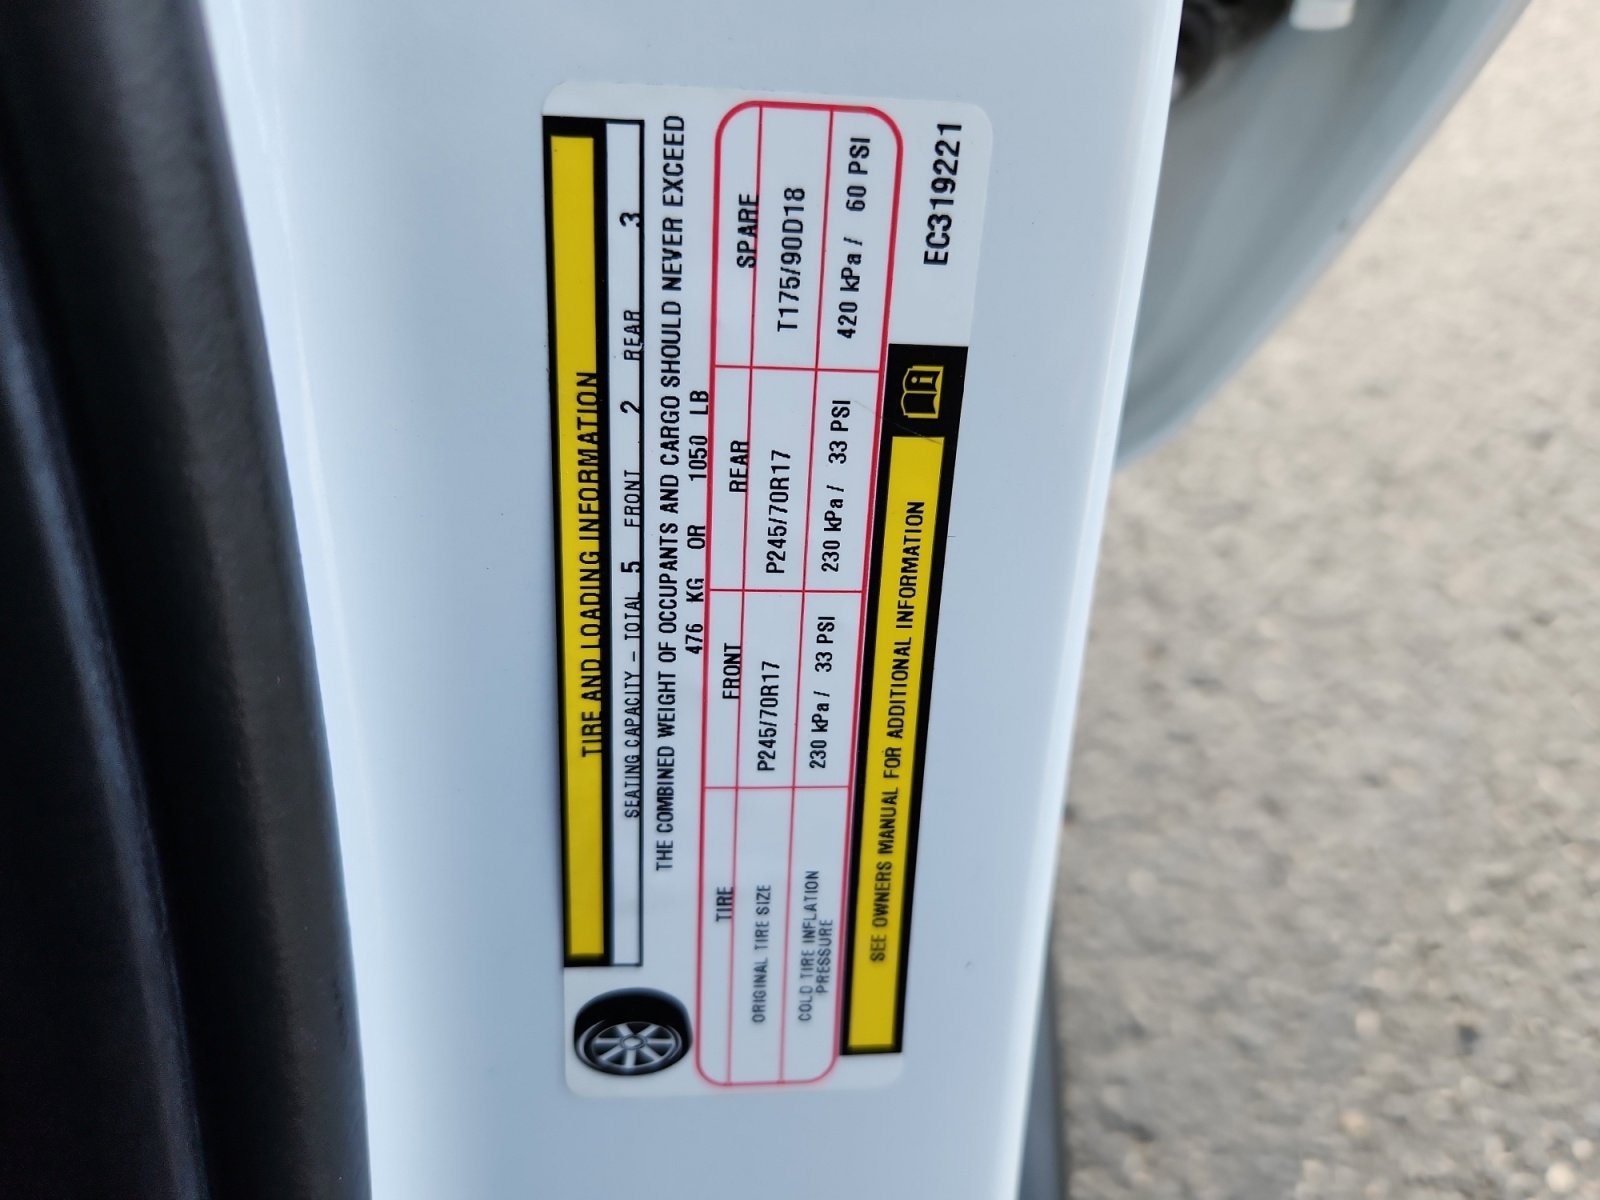 TIRE AND LOADING INFORMATION
SEATING CAPACITY – TOTAL 5 FRONT 2 REAR 3
THE COMBINED WEIGHT OF OCCUPANTS AND CARGO SHOULD NEVER EXCEED
476 KG OR 1050 LB
TIRE FRONT REAR SPARE
ORIGINAL TIRE SIZE P245/70R17 P245/70R17 T175/90D18
COLD TIRE INFLATION
PRESSURE 230 kPa / 33 PSI 230 kPa / 33 PSI 420 kPa / 60 PSI
SEE OWNERS MANUAL FOR ADDITIONAL INFORMATION
EC319221